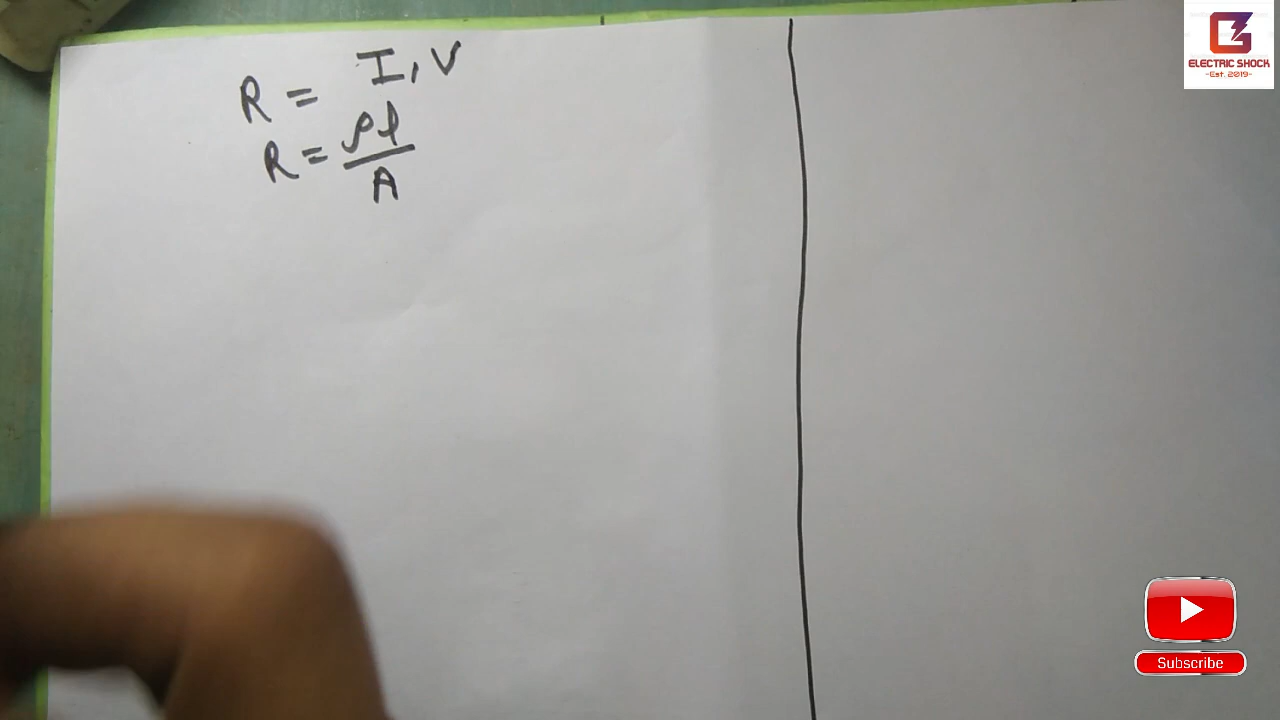 R = I, V
R = ρl/A
ELECTRIC SHOCK
-Est. 2019-
Subscribe